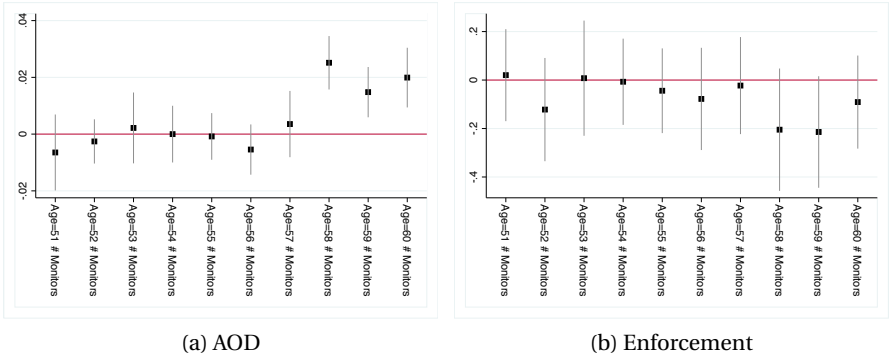 .04
.02
0
-.02
Age=51 # Monitors
Age=52 # Monitors
Age=53 # Monitors
Age=54 # Monitors
Age=55 # Monitors
Age=56 # Monitors
Age=57 # Monitors
Age=58 # Monitors
Age=59 # Monitors
Age=60 # Monitors
(a) AOD
.2
0
-.2
-.4
Age=51 # Monitors
Age=52 # Monitors
Age=53 # Monitors
Age=54 # Monitors
Age=55 # Monitors
Age=56 # Monitors
Age=57 # Monitors
Age=58 # Monitors
Age=59 # Monitors
Age=60 # Monitors
(b) Enforcement